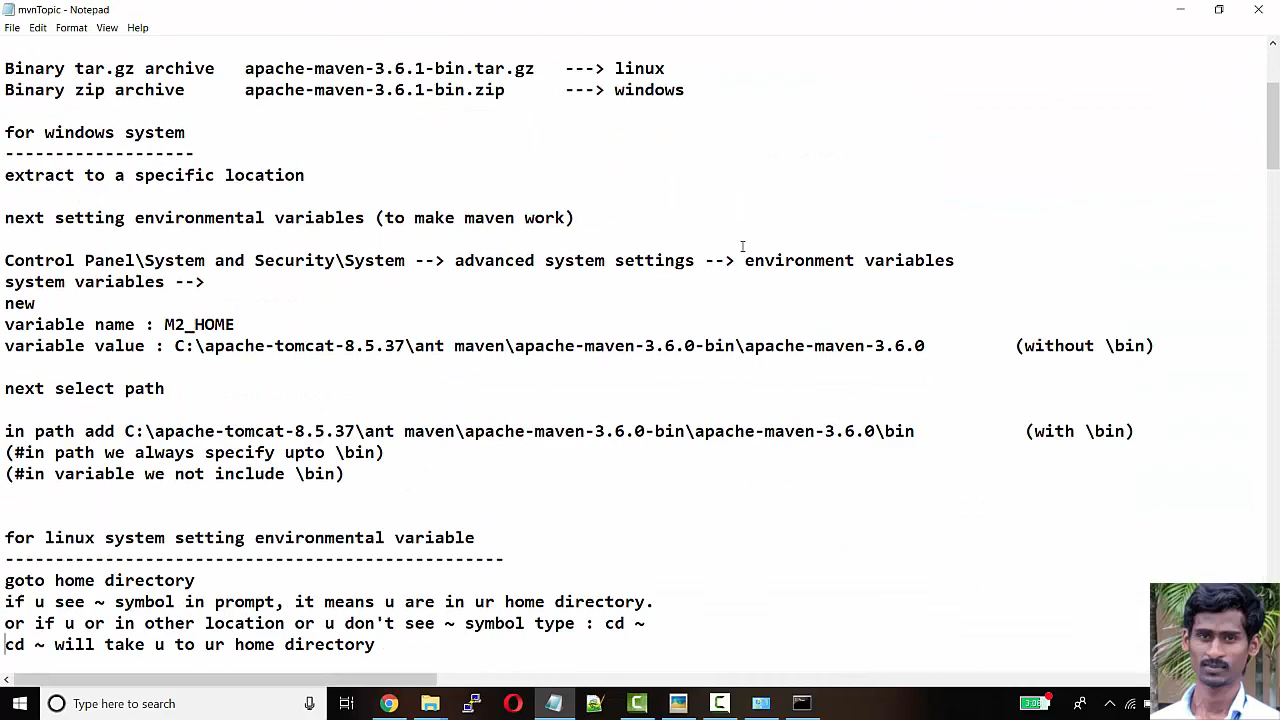 mvnTopic - Notepad
File Edit Format View Help
Binary tar.gz archive apache-maven-3.6.1-bin.tar.gz ---> linux
Binary zip archive apache-maven-3.6.1-bin.zip ---> windows
for windows system
-------------------
extract to a specific location
next setting environmental variables (to make maven work)
Control Panel\System and Security\System --> advanced system settings --> environment variables
system variables -->
new
variable name : M2_HOME
variable value : C:\apache-tomcat-8.5.37\ant maven\apache-maven-3.6.0-bin\apache-maven-3.6.0 (without \bin)
next select path
in path add C:\apache-tomcat-8.5.37\ant maven\apache-maven-3.6.0-bin\apache-maven-3.6.0\bin (with \bin)
(#in path we always specify upto \bin)
(#in variable we not include \bin)
for linux system setting environmental variable
--------------------------------------------------
goto home directory
if u see ~ symbol in prompt, it means u are in ur home directory.
or if u or in other location or u don't see ~ symbol type : cd ~
cd ~ will take u to ur home directory
Type here to search